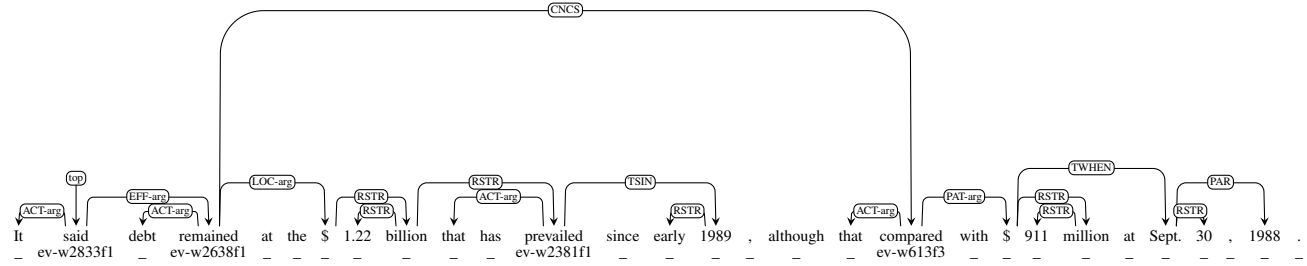 CNCS
top EFF-arg LOC-arg RSTR RSTR TSIN TWHEN PAR
ACT-arg ACT-arg RSTR ACT-arg RSTR ACT-arg PAT-arg RSTR RSTR RSTR
It said debt remained at the $ 1.22 billion that has prevailed since early 1989 , although that compared with $ 911 million at Sept. 30 , 1988 .
_ ev-w2833f1 _ ev-w2638f1 _ _ _ _ _ _ _ ev-w2381f1 _ _ _ _ _ _ ev-w613f3 _ _ _ _ _ _ _ _ _ _